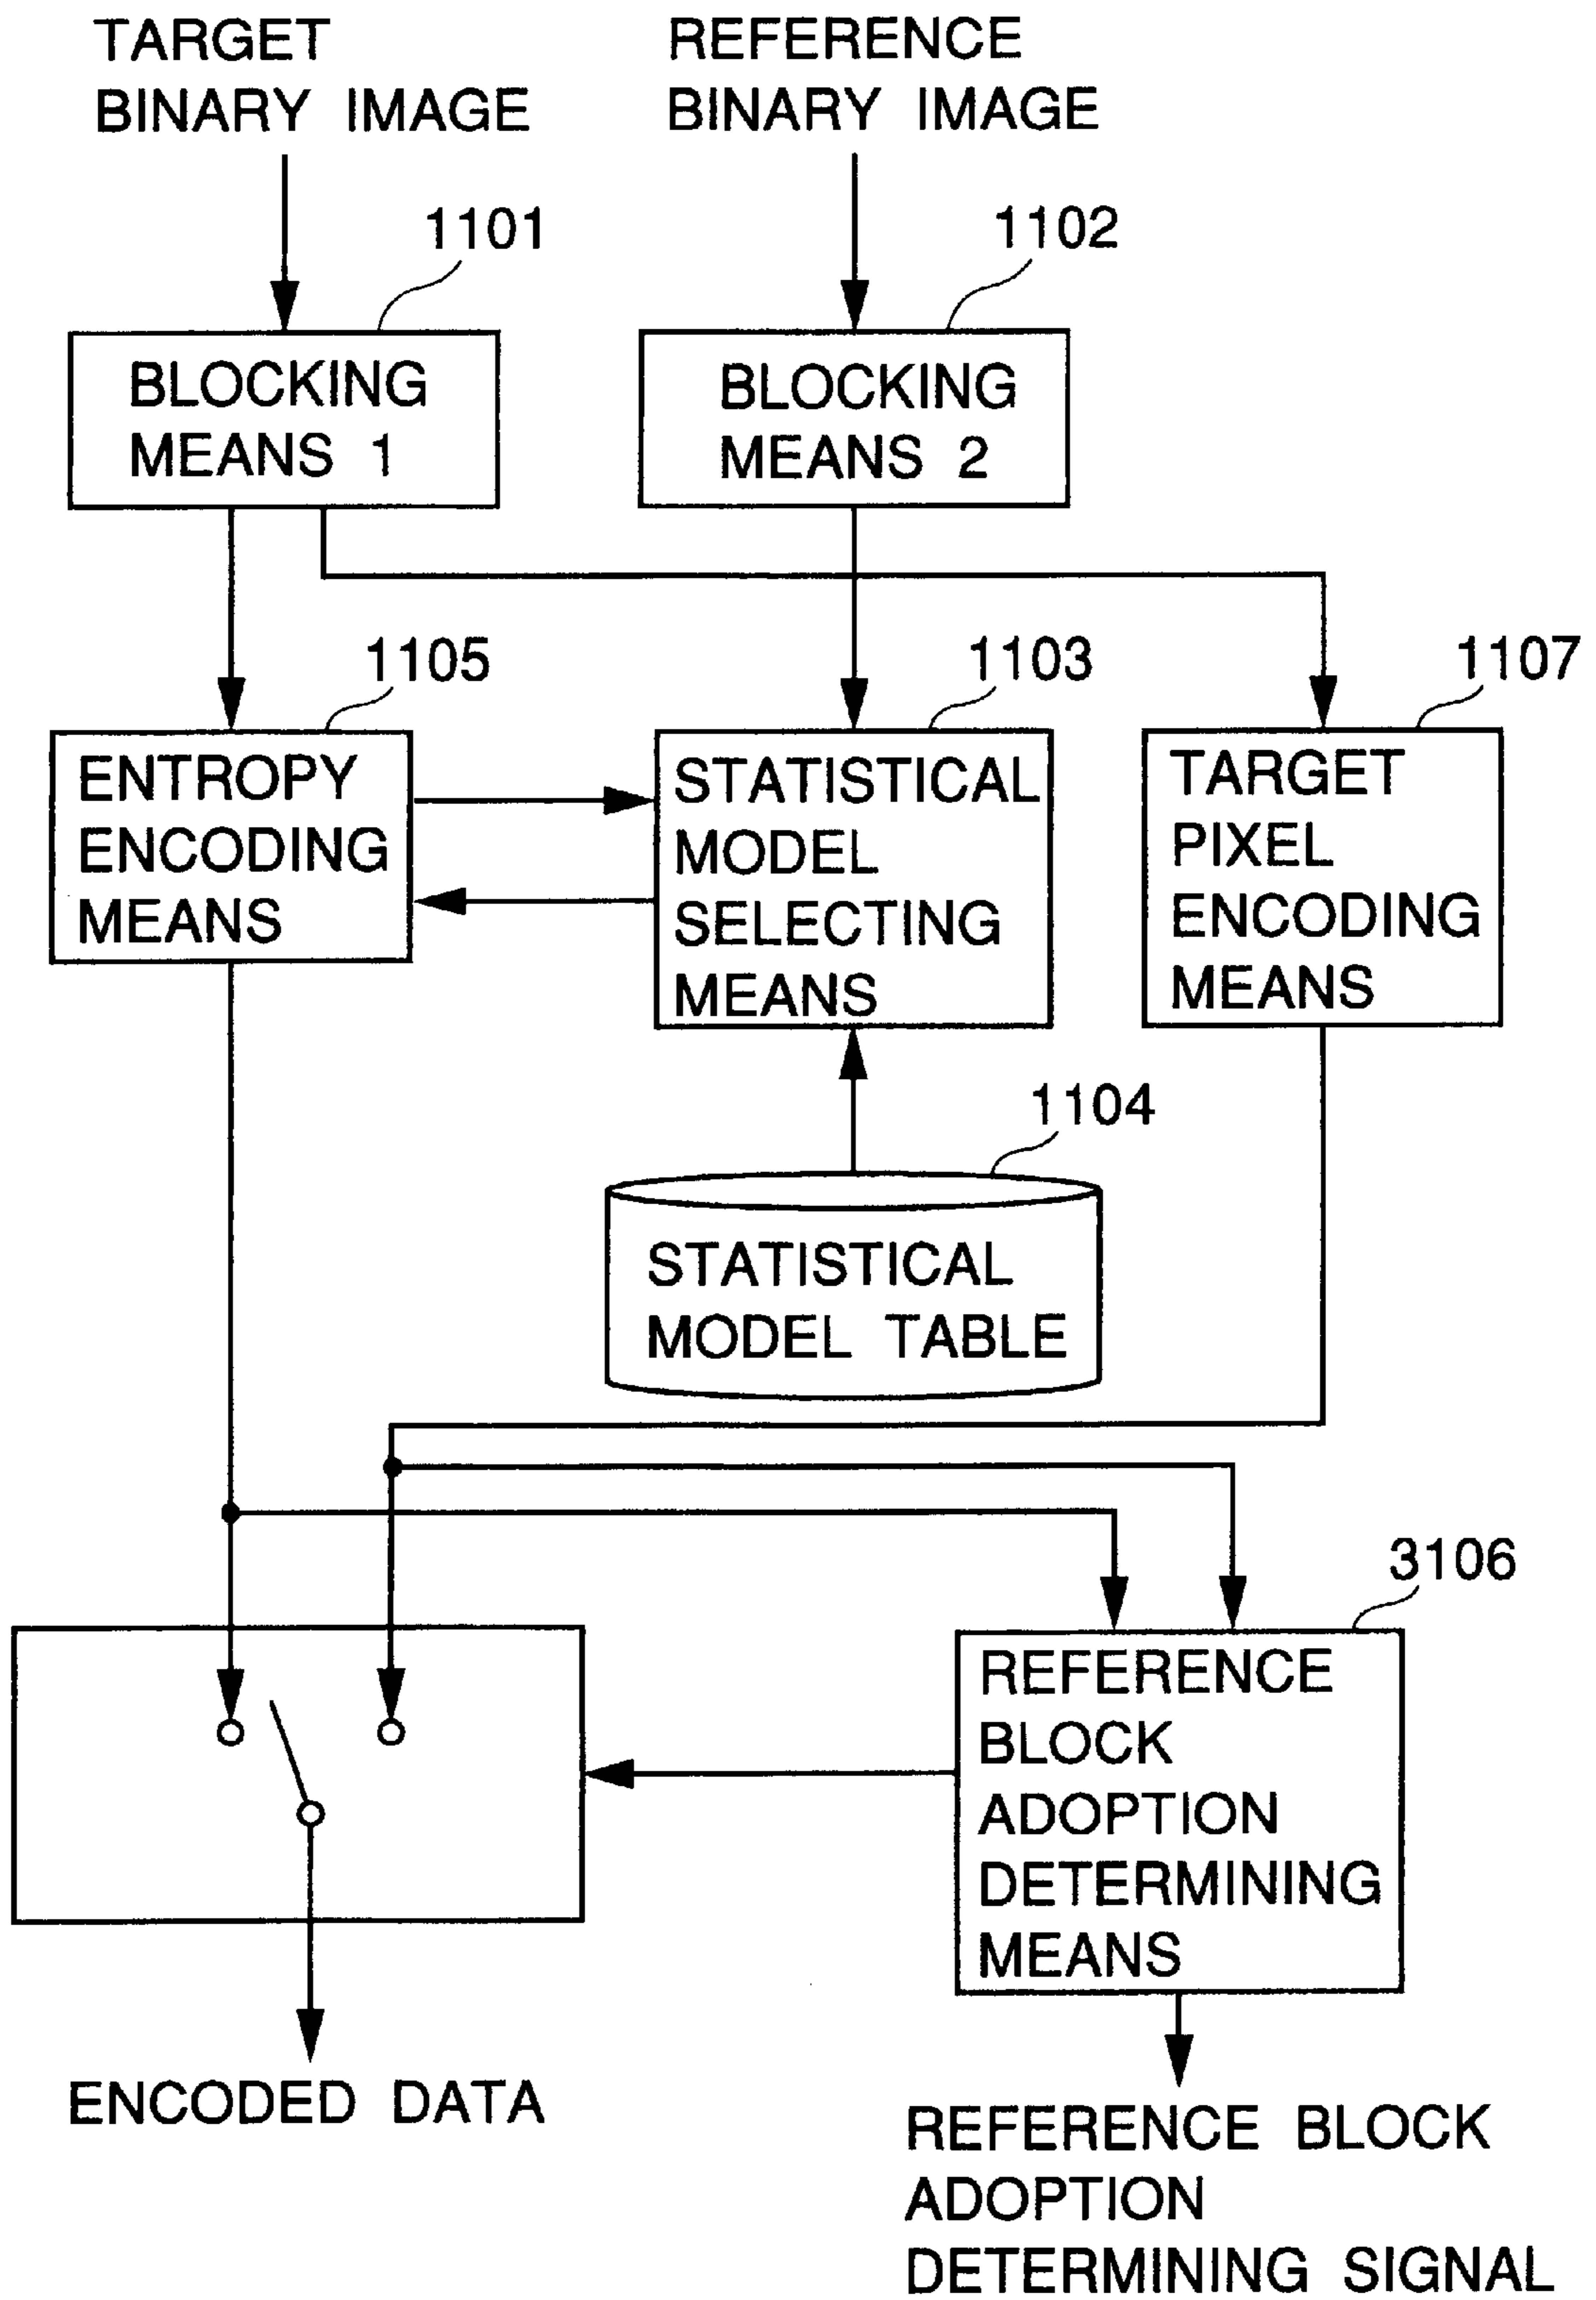 TARGET
BINARY IMAGE
REFERENCE
BINARY IMAGE
1101
1102
BLOCKING
MEANS 1
BLOCKING
MEANS 2
1105
1103
1107
ENTROPY
ENCODING
MEANS
STATISTICAL
MODEL
SELECTING
MEANS
TARGET
PIXEL
ENCODING
MEANS
1104
STATISTICAL
MODEL TABLE
3106
REFERENCE
BLOCK
ADOPTION
DETERMINING
MEANS
ENCODED DATA
REFERENCE BLOCK
ADOPTION
DETERMINING SIGNAL